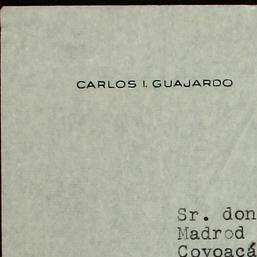 CARLOS I. GUAJARDO
Sr. don
Madrod
Coyoacá